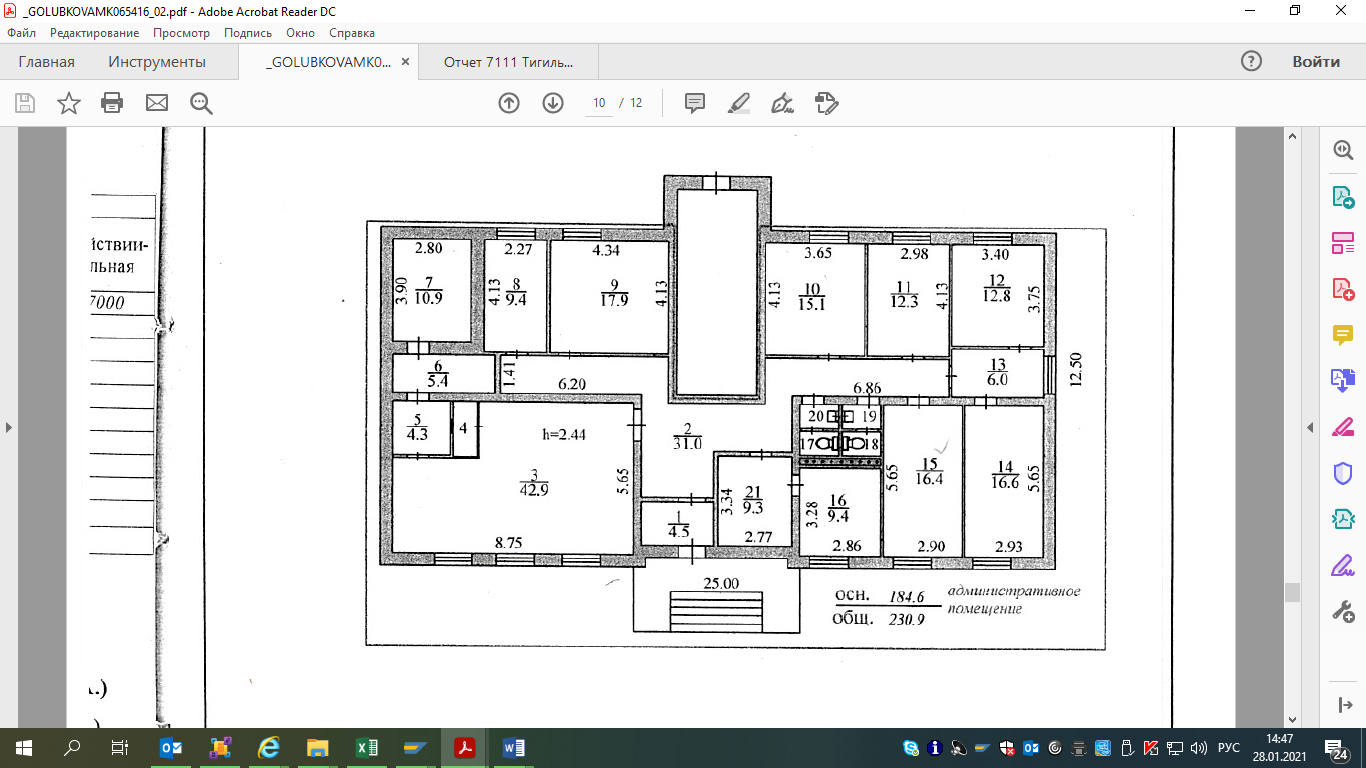 _GOLUBKOVAMK065416_02.pdf - Adobe Acrobat Reader DC
Файл Редактирование Просмотр Подпись Окно Справка
Главная Инструменты _GOLUBKOVAMK0... × Отчет 7111 Тигиль... Войти
10 / 12
йствии-
льная
7000
2.80 2.27 4.34 3.65 2.98 3.40
3.90 7 10.9 4.13 8 9.4 9 17.9 4.13 4.13 10 15.1 11 12.3 4.13 12 12.8 3.75
6 5.4 1.41 6.20 6.86 13 6.0 12.50
5 4.3 4 h=2.44 2 31.0 20 19
17 18
3 42.9 5.65 3.34 21 9.3 5.65 15 16.4 14 16.6 5.65
1 4.5 3.28 16 9.4
8.75 2.77 2.86 2.90 2.93
25.00
осн. 184.6 административное
общ. 230.9 помещение
.)
14:47
РУС
28.01.2021
24